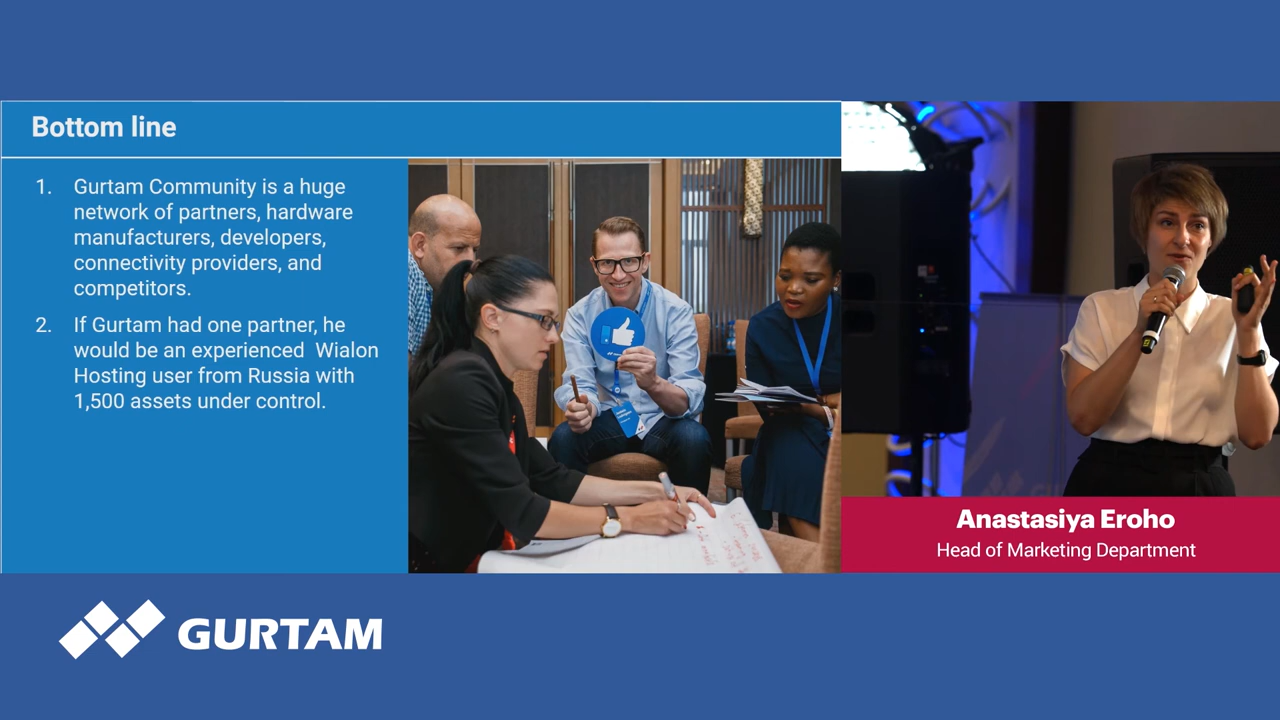 Bottom line
1. Gurtam Community is a huge
network of partners, hardware
manufacturers, developers,
connectivity providers, and
competitors.
2. If Gurtam had one partner, he
would be an experienced  Wialon
Hosting user from Russia with
1,500 assets under control.
Anastasiya Eroho
Head of Marketing Department
GURTAM